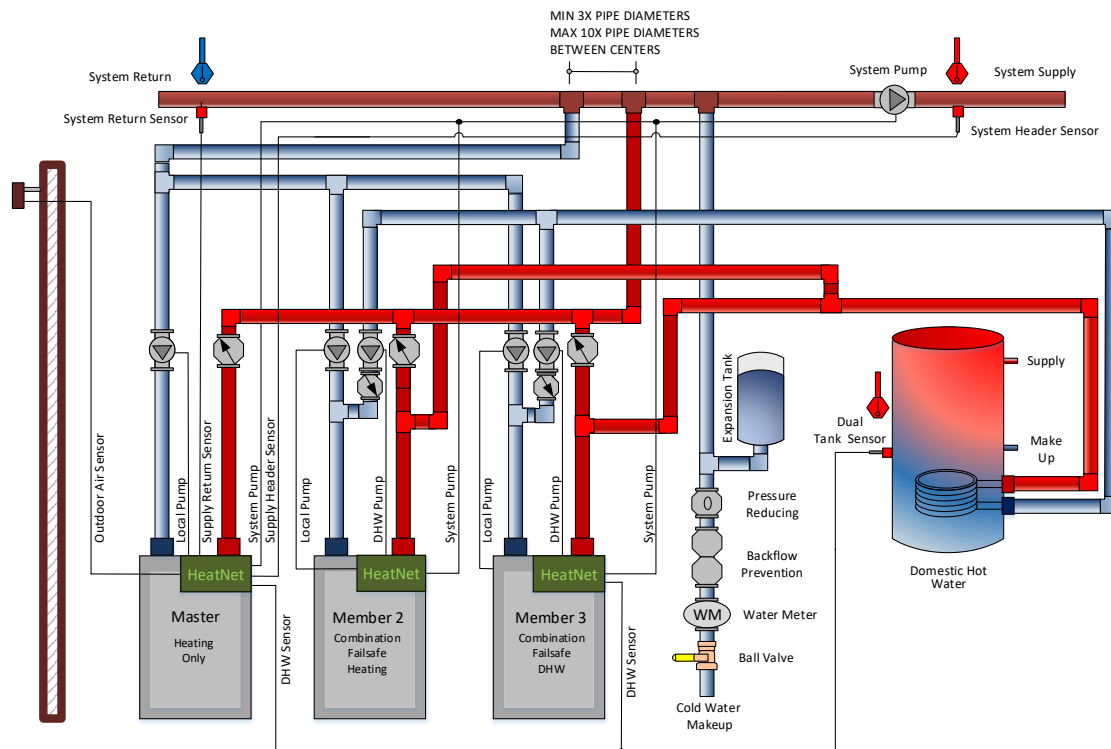 MIN 3X PIPE DIAMETERS
MAX 10X PIPE DIAMETERS
BETWEEN CENTERS
System Return
System Pump
System Supply
System Return Sensor
System Header Sensor
Outdoor Air Sensor
Local Pump
Supply Return Sensor
System Pump
Supply Header Sensor
Local Pump
DHW Pump
System Pump
Local Pump
DHW Pump
System Pump
Expansion Tank
Supply
Dual
Tank Sensor
Make
Up
0
Pressure
Reducing
Backflow
Prevention
Domestic Hot
Water
HeatNet
HeatNet
HeatNet
Master
Heating
Only
DHW Sensor
Member 2
Combination
Failsafe
Heating
Member 3
Combination
Failsafe
DHW
DHW Sensor
WM
Water Meter
Ball Valve
Cold Water
Makeup